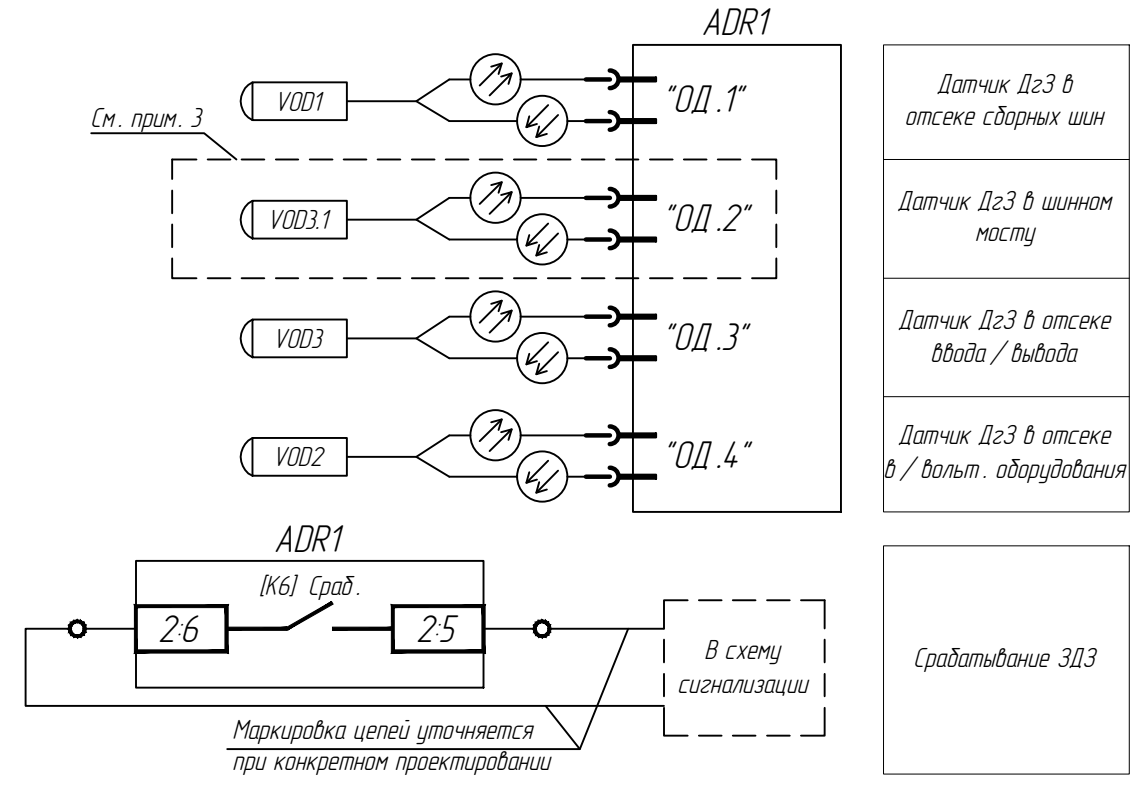 ADR1
См. прим. 3
VOD1
"ОД.1"
Датчик ДгЗ в
отсеке сборных шин
VOD3.1
"ОД.2"
Датчик ДгЗ в шинном
мосту
VOD3
"ОД.3"
Датчик ДгЗ в отсеке
ввода / вывода
VOD2
"ОД.4"
Датчик ДгЗ в отсеке
в / вольт. оборудования
ADR1
[К6] Сраб.
2:6
2:5
В схему
сигнализации
Срабатывание ЗДЗ
Маркировка цепей уточняется
при конкретном проектировании